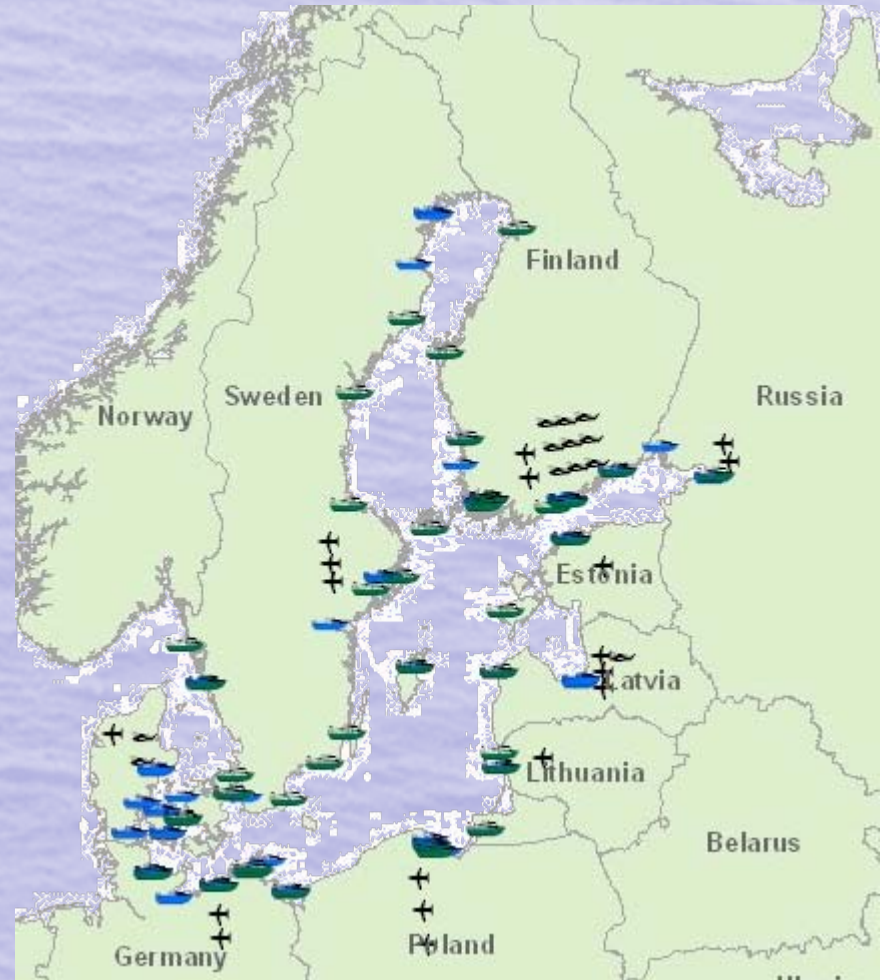 Finland
Sweden
Russia
Norway
Estonia
Latvia
Lithuania
Belarus
Poland
Germany